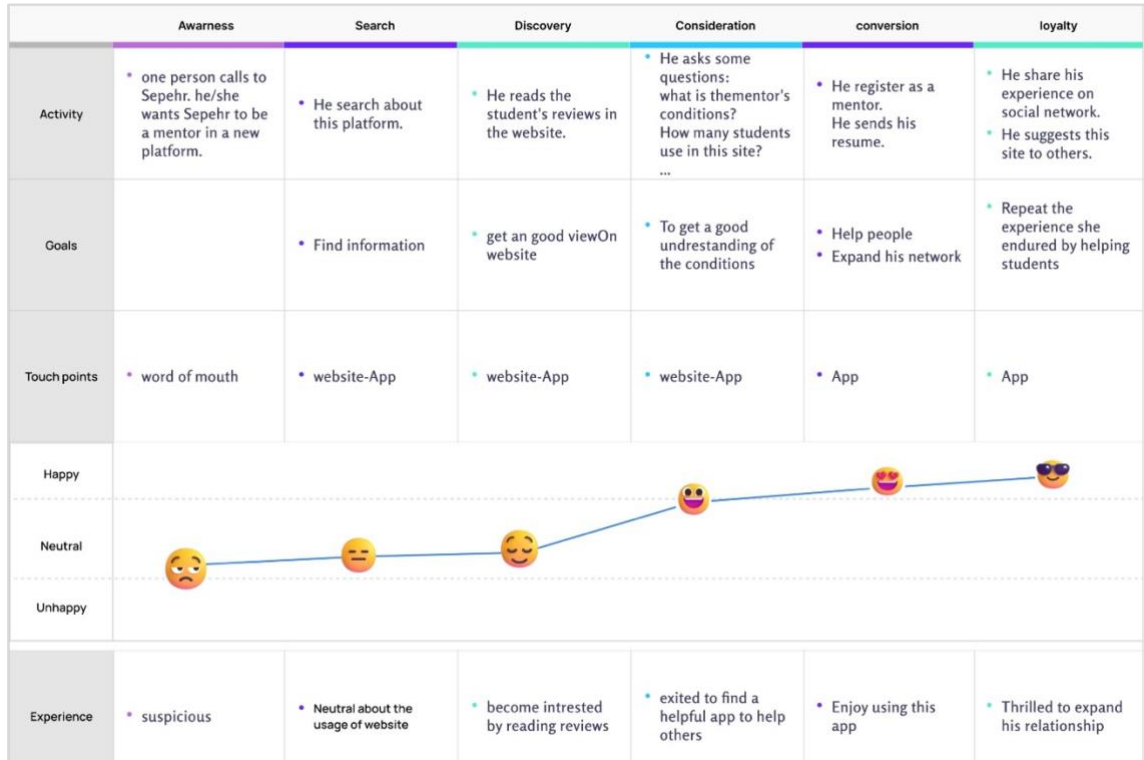 Awarness
Search
Discovery
Consideration
conversion
loyalty
Activity
one person calls to
Sepehr. he/she
wants Sepehr to be
a mentor in a new
platform.
He search about
this platform.
He reads the
student's reviews in
the website.
He asks some
questions:
what is thementor's
conditions?
How many students
use in this site?
...
He register as a
mentor.
He sends his
resume.
He share his
experience on
social network.
He suggests this
site to others.
Goals
Find information
get an good viewOn
website
To get a good
undrestanding of
the conditions
Help people
Expand his network
Repeat the
experience she
endured by helping
students
Touch points
word of mouth
website-App
website-App
website-App
App
App
Happy
Neutral
Unhappy
Experience
suspicious
Neutral about the
usage of website
become intrested
by reading reviews
exited to find a
helpful app to help
others
Enjoy using this
app
Thrilled to expand
his relationship